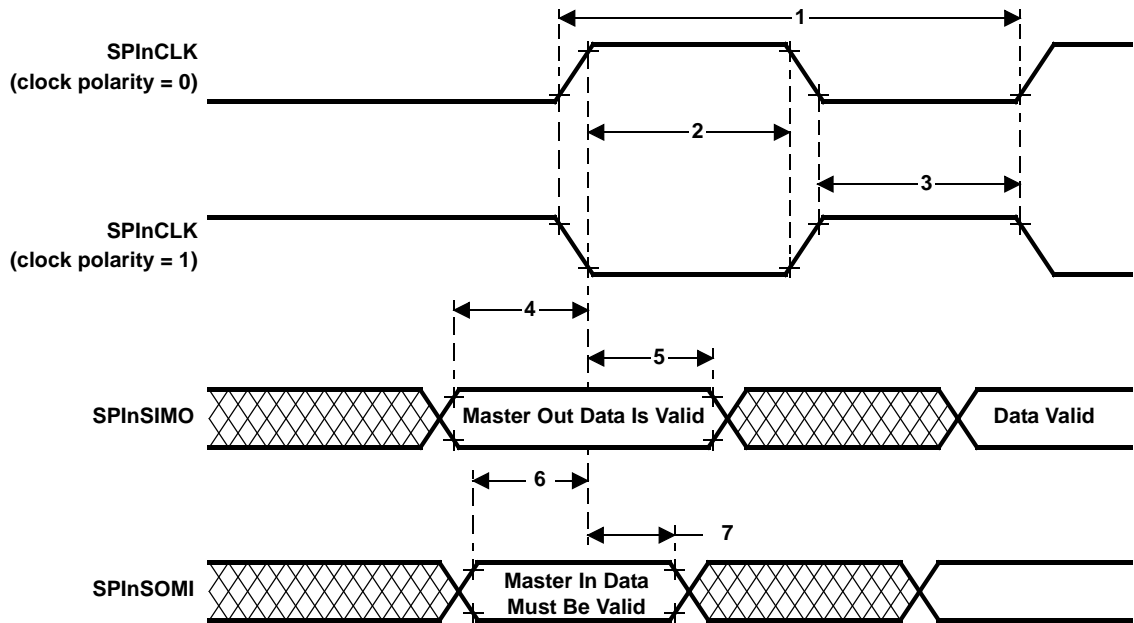 1
SPInCLK
(clock polarity = 0)
2
3
SPInCLK
(clock polarity = 1)
4
5
SPInSIMO
Master Out Data Is Valid
Data Valid
6
7
SPInSOMI
Master In Data
Must Be Valid